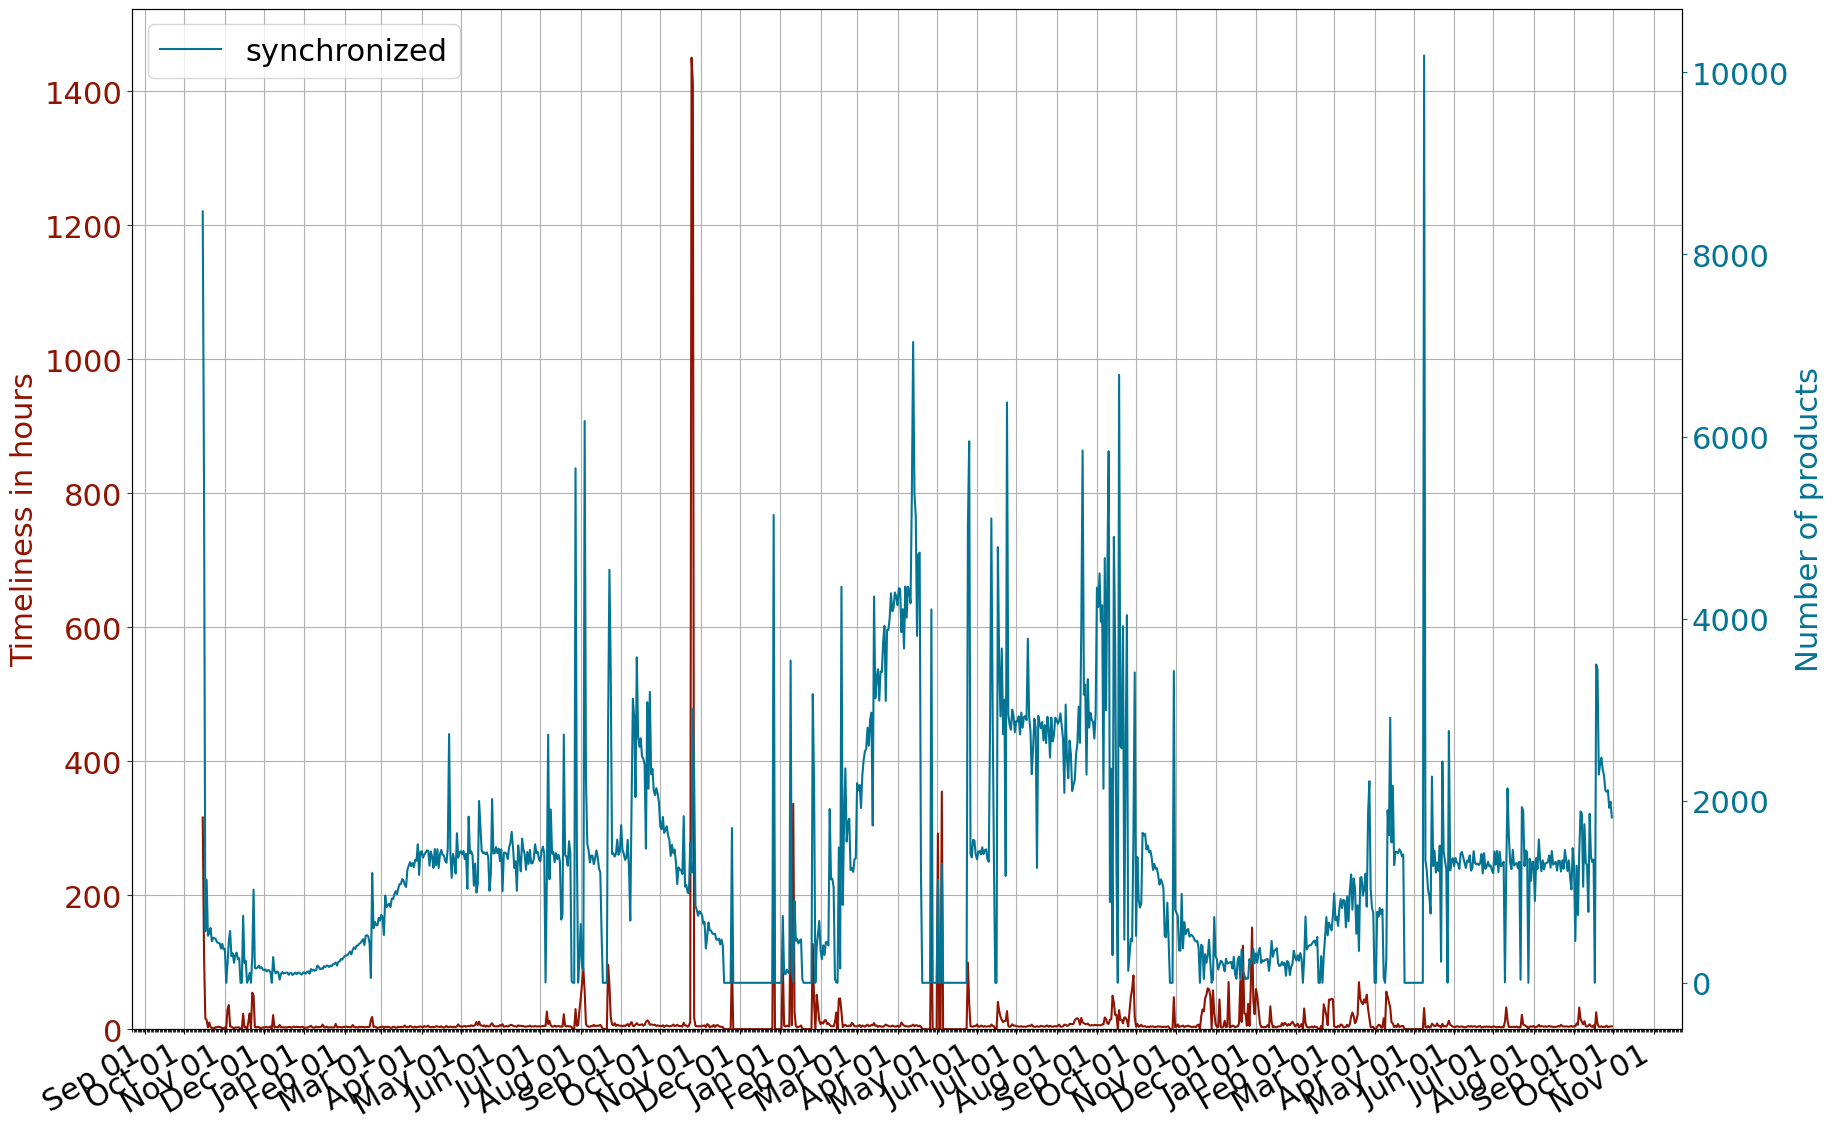 synchronized
Timeliness in hours
1400
1200
1000
800
600
400
200
0
Number of products
10000
8000
6000
4000
2000
0
Sep 01
Oct 01
Nov 01
Dec 01
Jan 01
Feb 01
Mar 01
Apr 01
May 01
Jun 01
Jul 01
Aug 01
Sep 01
Oct 01
Nov 01
Dec 01
Jan 01
Feb 01
Mar 01
Apr 01
May 01
Jun 01
Jul 01
Aug 01
Sep 01
Oct 01
Nov 01
Dec 01
Jan 01
Feb 01
Mar 01
Apr 01
May 01
Jun 01
Jul 01
Aug 01
Sep 01
Oct 01
Nov 01